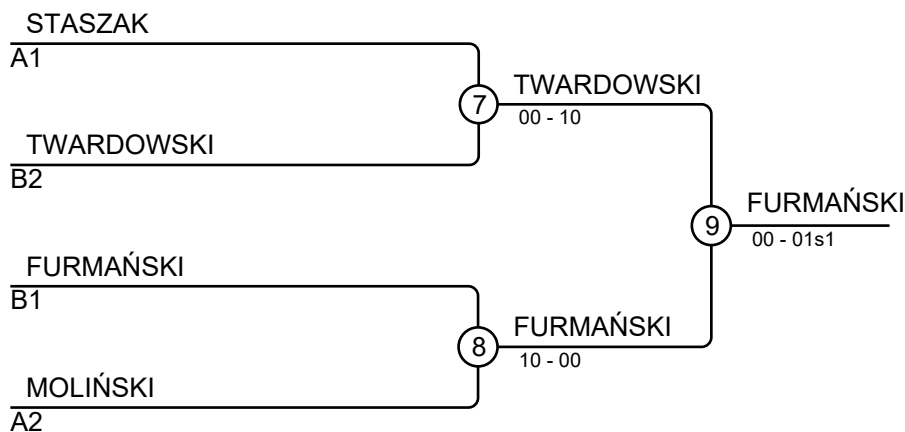 STASZAK
A1
7
TWARDOWSKI
00 - 10
TWARDOWSKI
B2
9
FURMAŃSKI
00 - 01s1
FURMAŃSKI
B1
8
FURMAŃSKI
10 - 00
MOLIŃSKI
A2